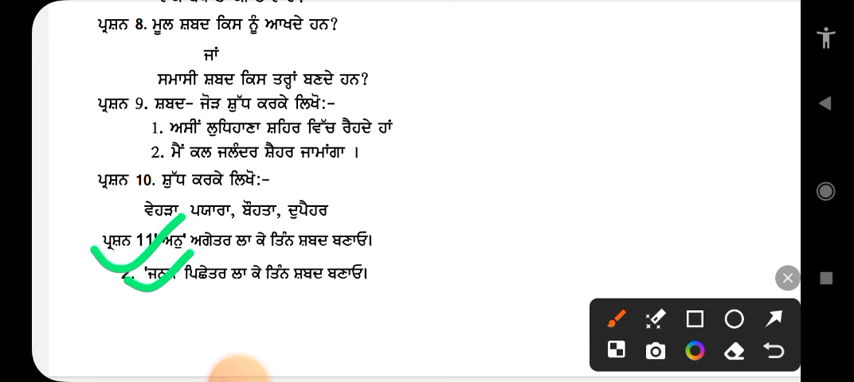 ਪ੍ਰਸ਼ਨ 8. ਮੂਲ ਸ਼ਬਦ ਕਿਸ ਨੂੰ ਆਖਦੇ ਹਨ?
ਜਾਂ
ਸਮਾਸੀ ਸ਼ਬਦ ਕਿਸ ਤਰ੍ਹਾਂ ਬਣਦੇ ਹਨ?
ਪ੍ਰਸ਼ਨ 9. ਸ਼ਬਦ- ਜੋੜ ਸ਼ੁੱਧ ਕਰਕੇ ਲਿਖੋ:-
1. ਅਸੀਂ ਲੁਧਿਹਾਣਾ ਸ਼ਹਿਰ ਵਿੱਚ ਰੈਹਦੇ ਹਾਂ
2. ਮੈਂ ਕਲ ਜਲੰਦਰ ਸ਼ੈਹਰ ਜਾਮਾਂਗਾ ।
ਪ੍ਰਸ਼ਨ 10. ਸ਼ੁੱਧ ਕਰਕੇ ਲਿਖੋ:-
ਵੇਹੜਾ, ਪਯਾਰਾ, ਬੌਹਤਾ, ਦੁਪੈਹਰ
ਪ੍ਰਸ਼ਨ 11 'ਅਨੁ' ਅਗੇਤਰ ਲਾ ਕੇ ਤਿੰਨ ਸ਼ਬਦ ਬਣਾਓ।
2. ਪਿਛੇਤਰ ਲਾ ਕੇ ਤਿੰਨ ਸ਼ਬਦ ਬਣਾਓ।